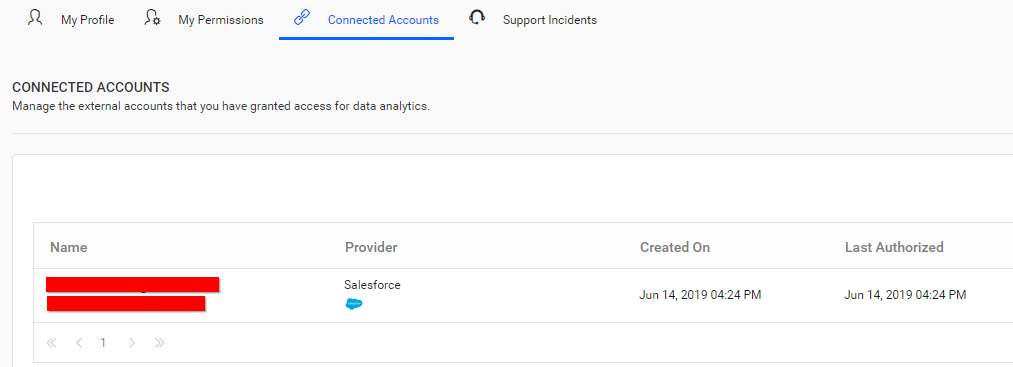 My Profile My Permissions Connected Accounts Support Incidents
CONNECTED ACCOUNTS
Manage the external accounts that you have granted access for data analytics.
Name Provider Created On Last Authorized
Salesforce
Jun 14, 2019 04:24 PM Jun 14, 2019 04:24 PM
1